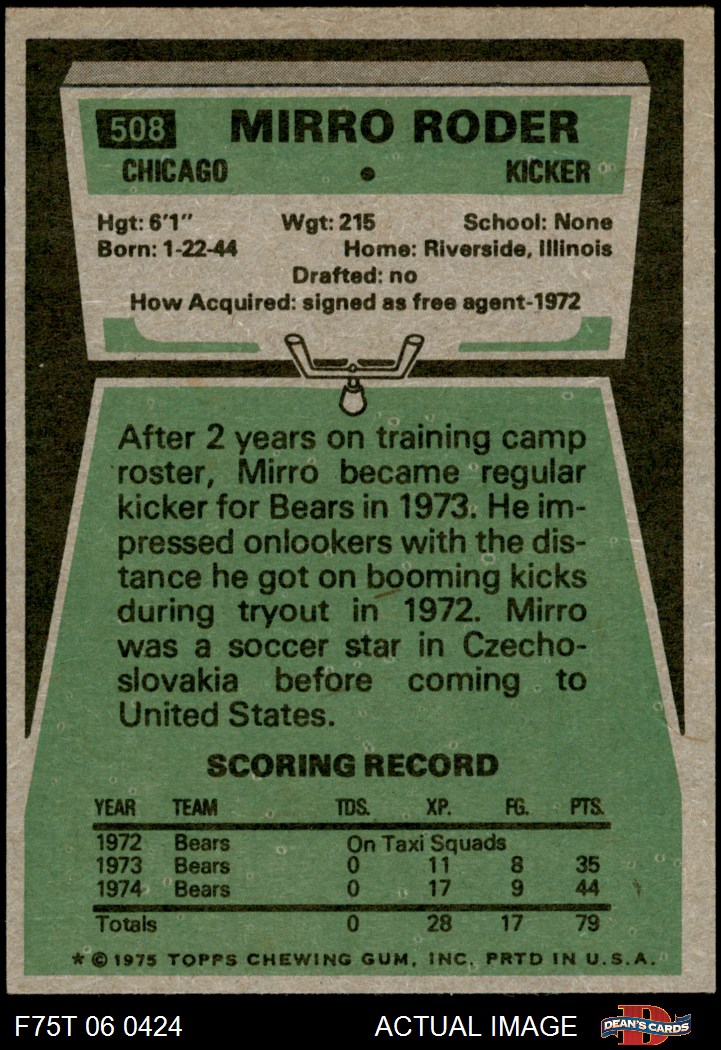 508 MIRRO RODER
CHICAGO • KICKER
Hgt: 6'1" Wgt: 215 School: None
Born: 1-22-44 Home: Riverside, Illinois
Drafted: no
How Acquired: signed as free agent-1972
After 2 years on training camp
roster, Mirro became regular
kicker for Bears in 1973. He im-
pressed onlookers with the dis-
tance he got on booming kicks
during tryout in 1972. Mirro
was a soccer star in Czecho-
slovakia before coming to
United States.
SCORING RECORD
YEAR TEAM TDS. XP. FG. PTS.
1972 Bears On Taxi Squads
1973 Bears 0 11 8 35
1974 Bears 0 17 9 44
Totals 0 28 17 79
* © 1975 TOPPS CHEWING GUM, INC. PRTD IN U.S.A.
F75T 06 0424 ACTUAL IMAGE D DEAN'S CARDS